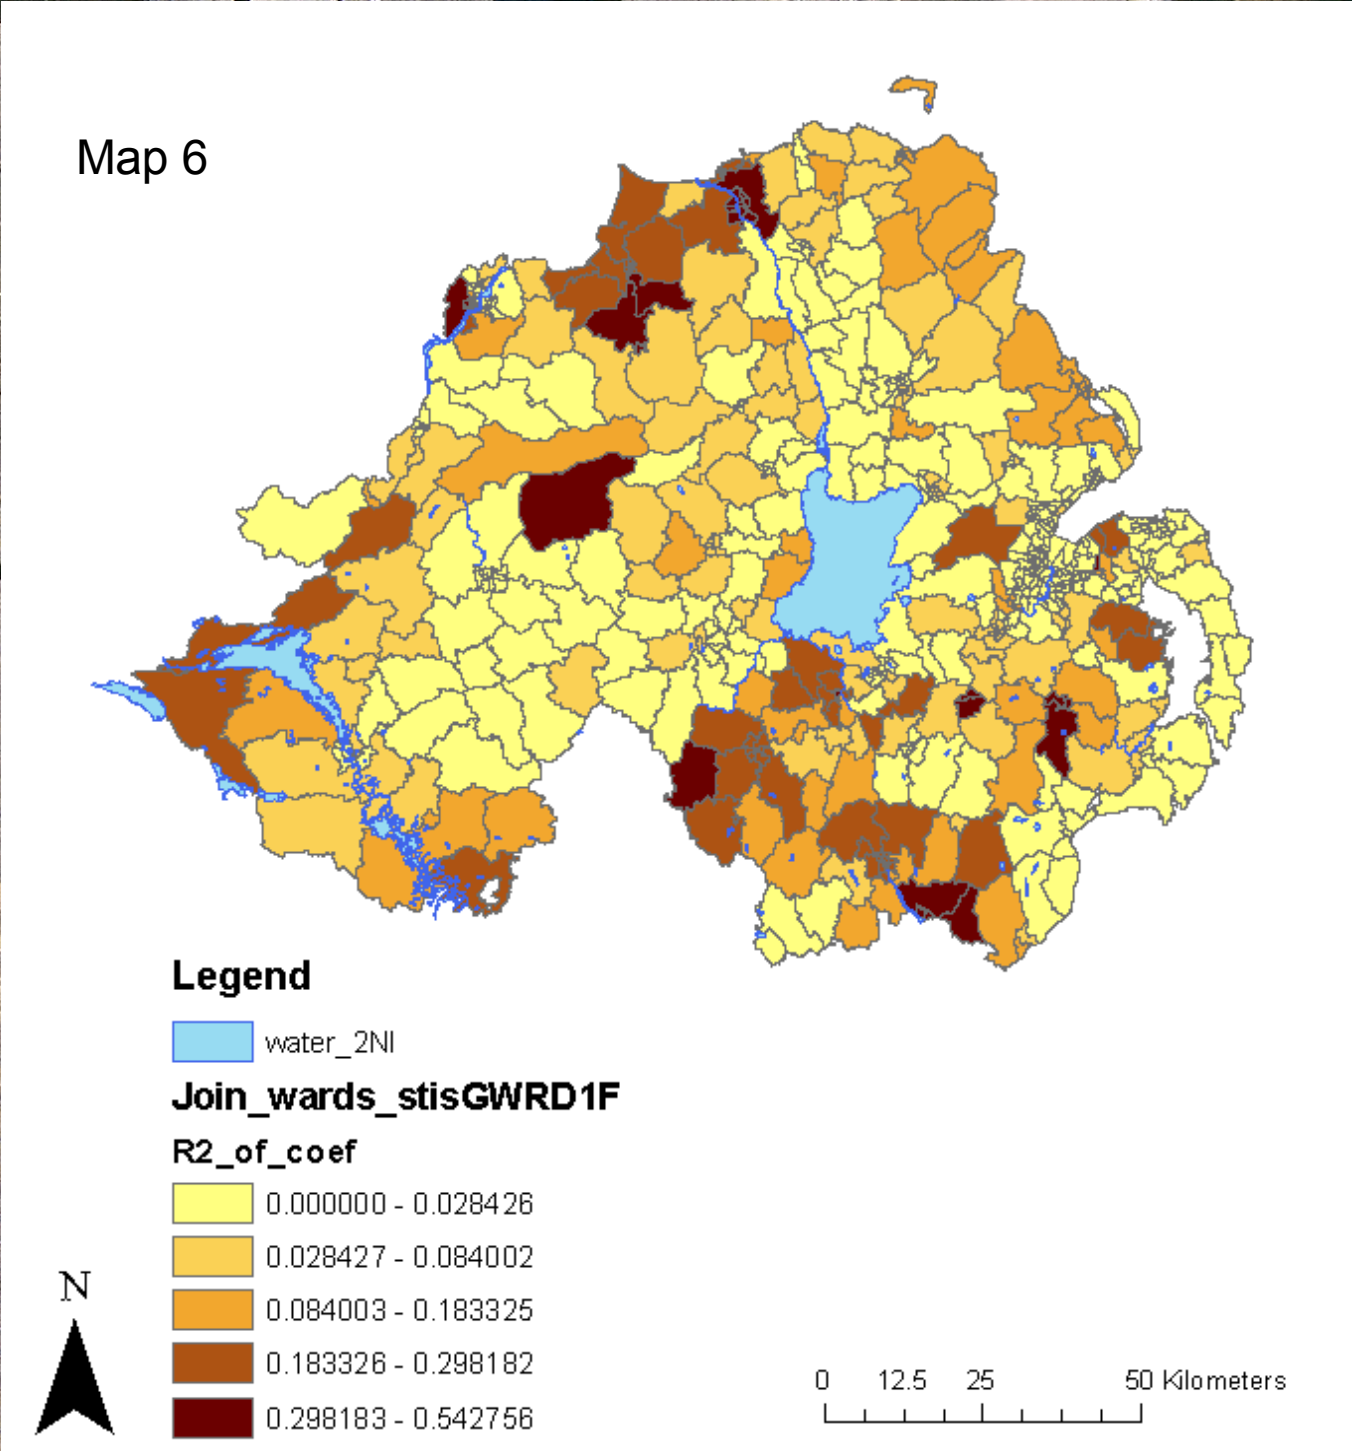 Map 6
Legend
water_2NI
Join_wards_stisGWRD1F
R2_of_coef
0.000000 - 0.028426
0.028427 - 0.084002
0.084003 - 0.183325
0.183326 - 0.298182
0.298183 - 0.542756
N
0 12.5 25 50 Kilometers